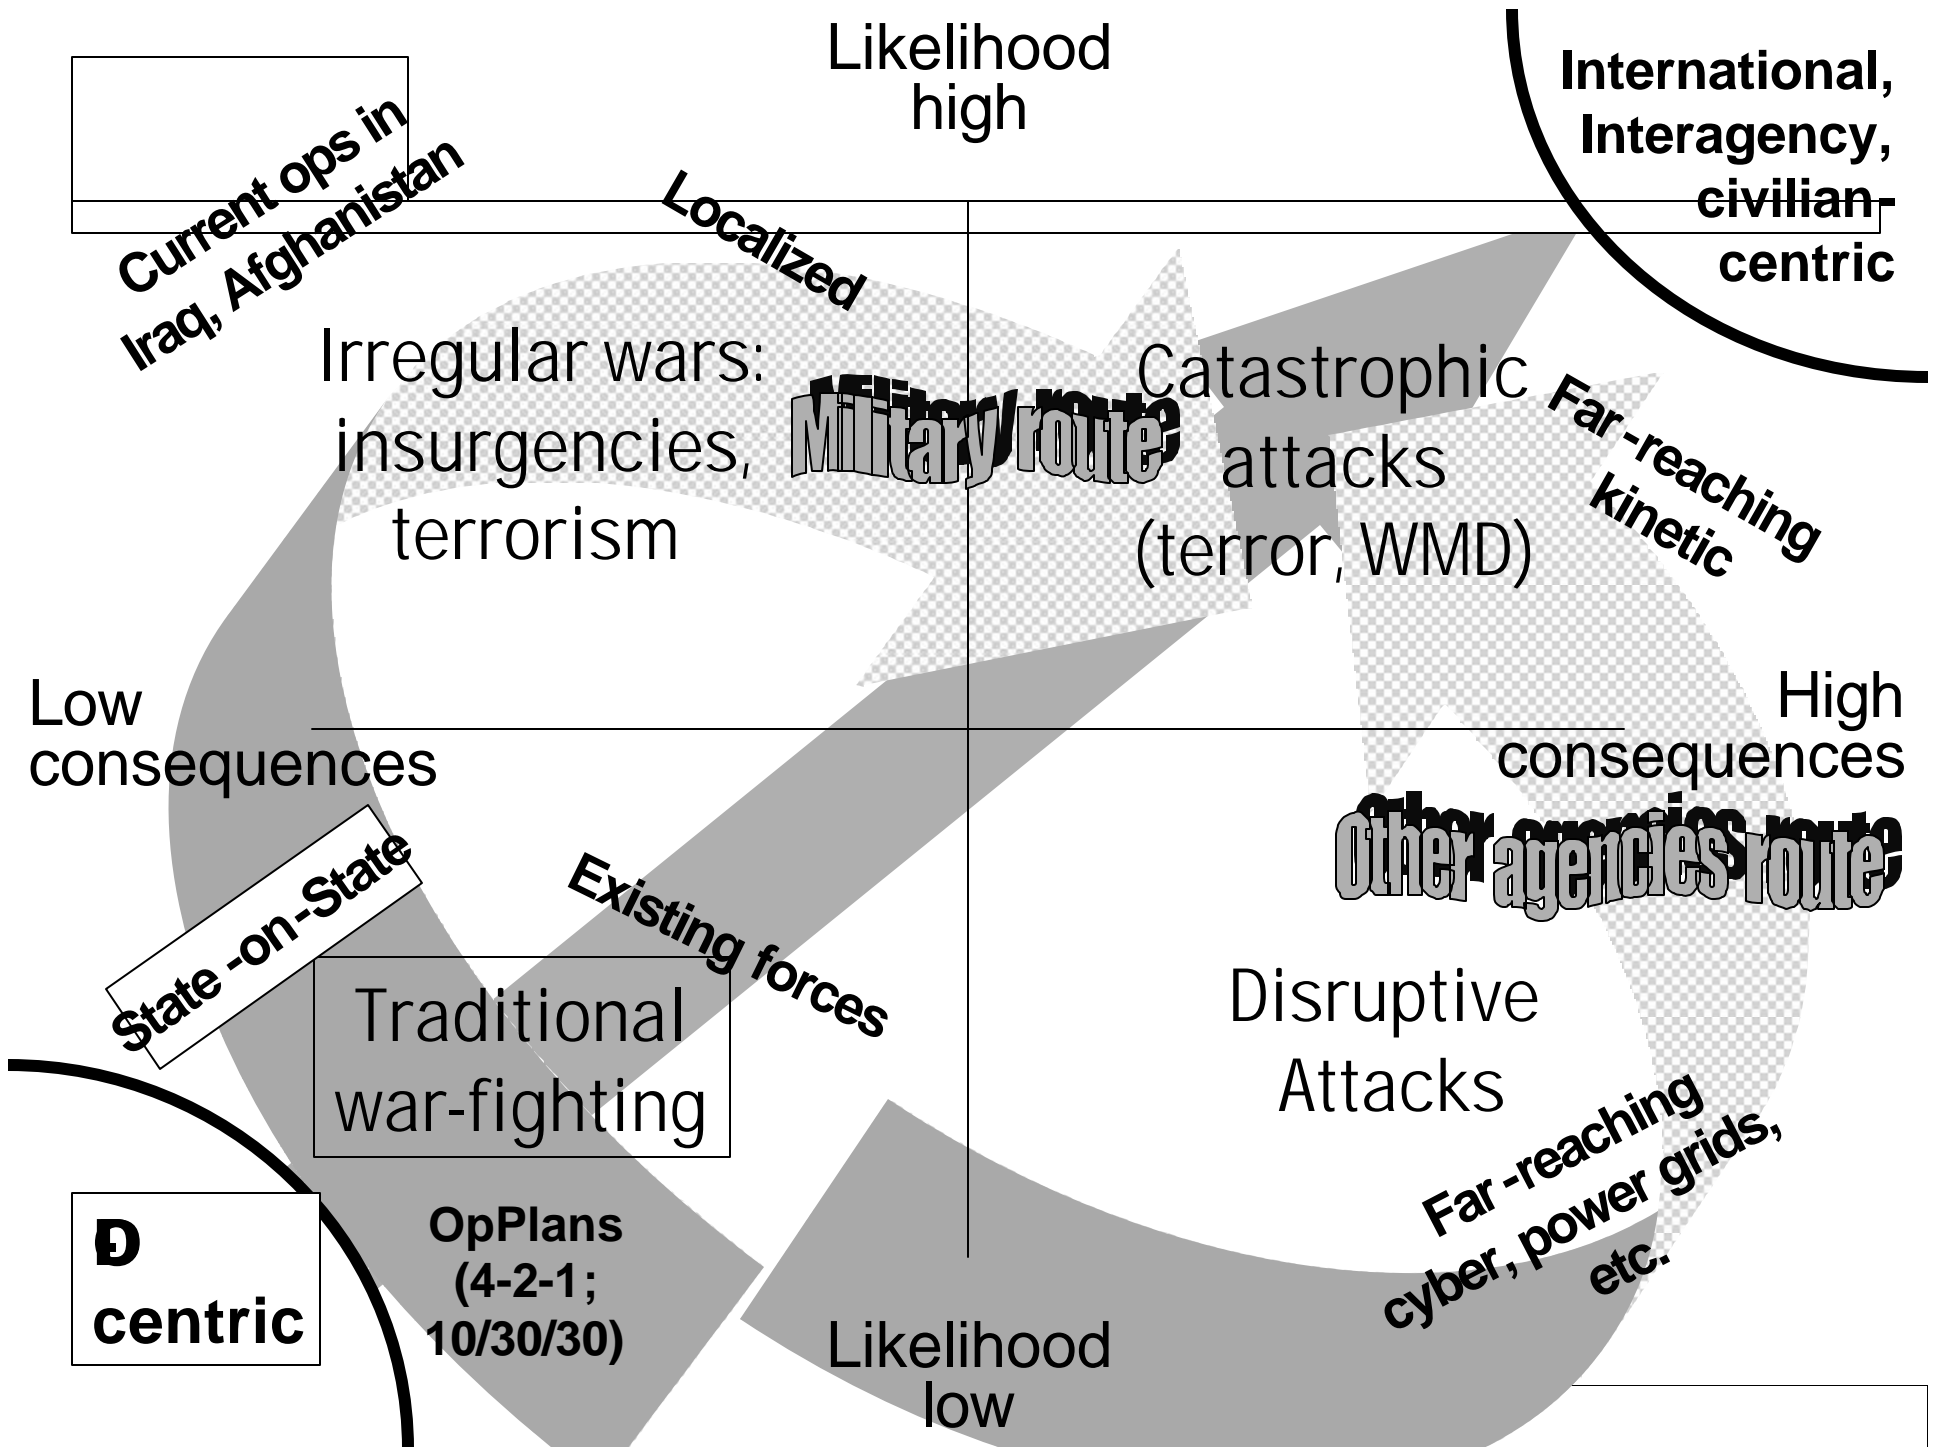 Likelihood
high
International,
Interagency,
civilian-
centric
Current ops in
Iraq, Afghanistan
Localized
Irregular wars:
insurgencies,
terrorism
Military route
Catastrophic
attacks
(terror, WMD)
Far-reaching
kinetic
Low
consequences
High
consequences
Other agencies route
State-on-State
Existing forces
Traditional
war-fighting
Disruptive
Attacks
Far-reaching
cyber, power grids,
etc.
centric
OpPlans
(4-2-1;
10/30/30)
Likelihood
low